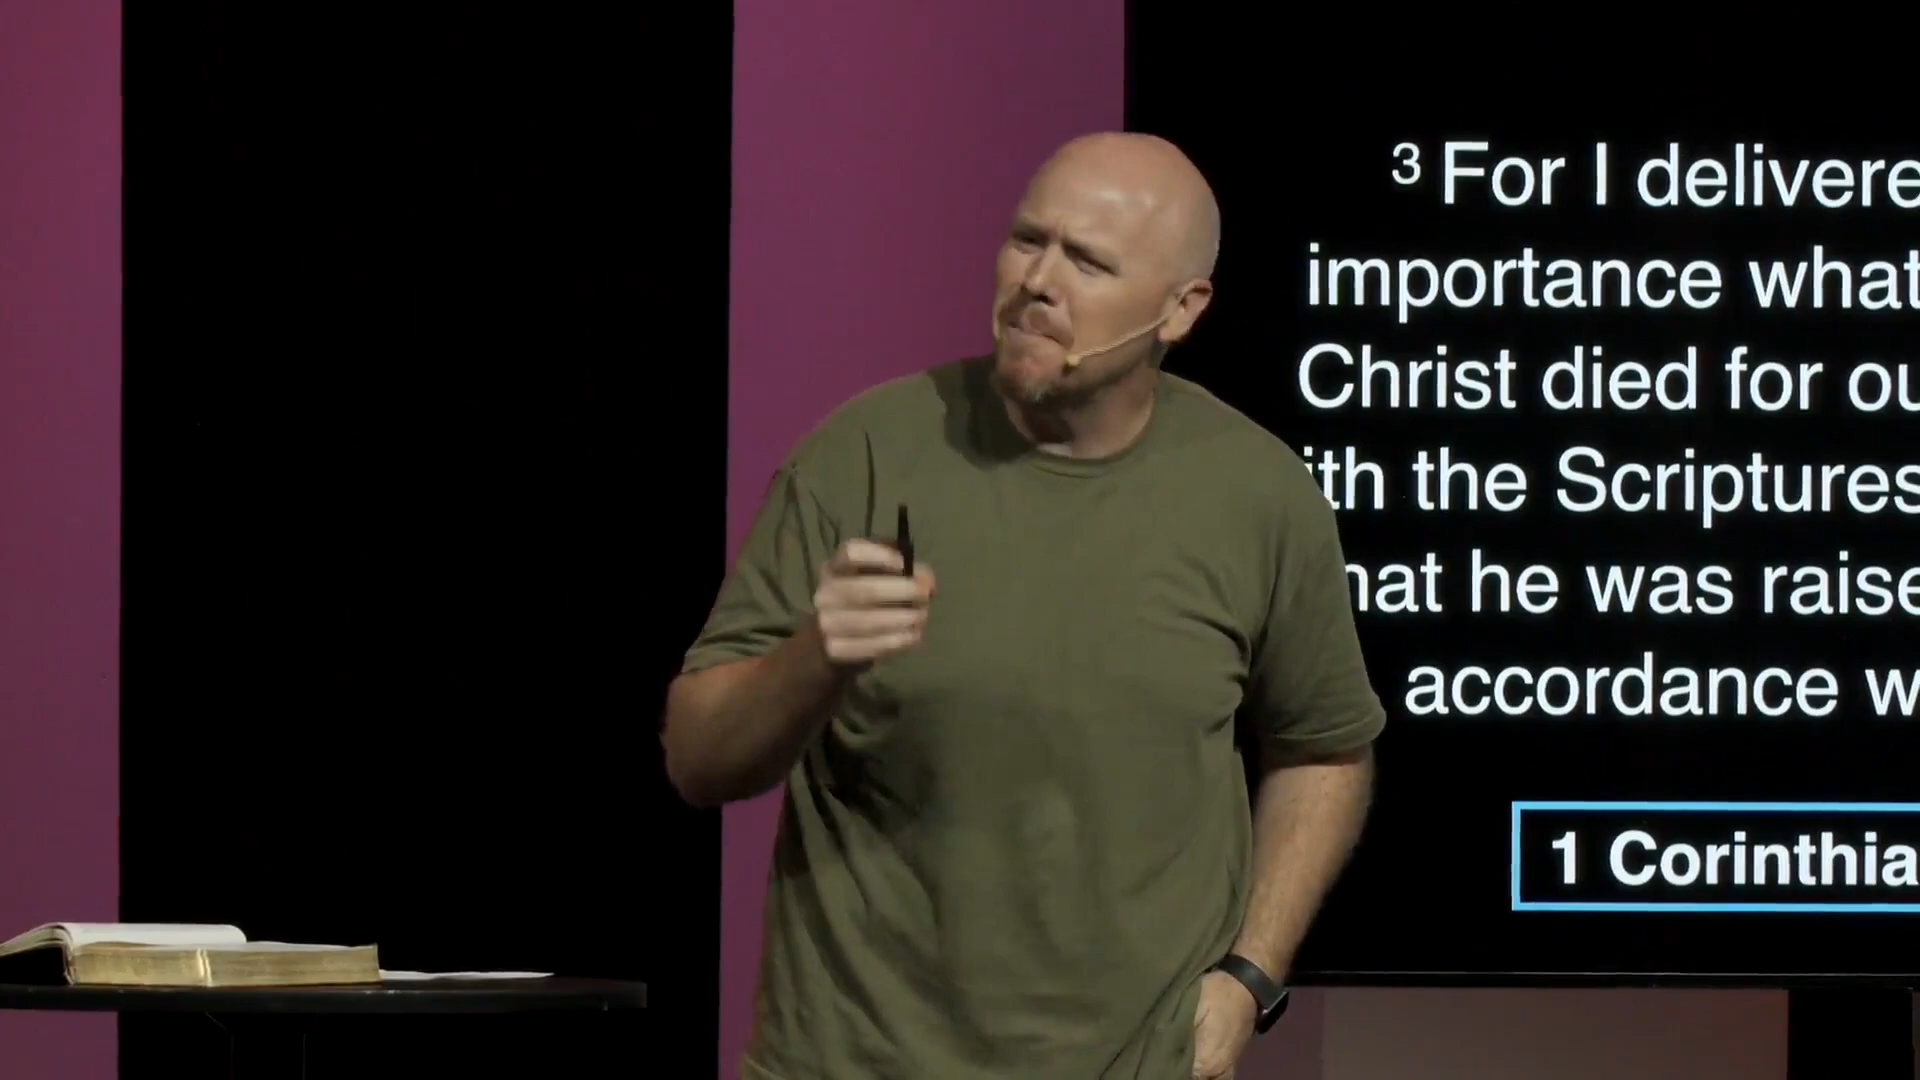 3 For I delivere
importance what
Christ died for ou
ith the Scriptures
hat he was raise
accordance w
1 Corinthia